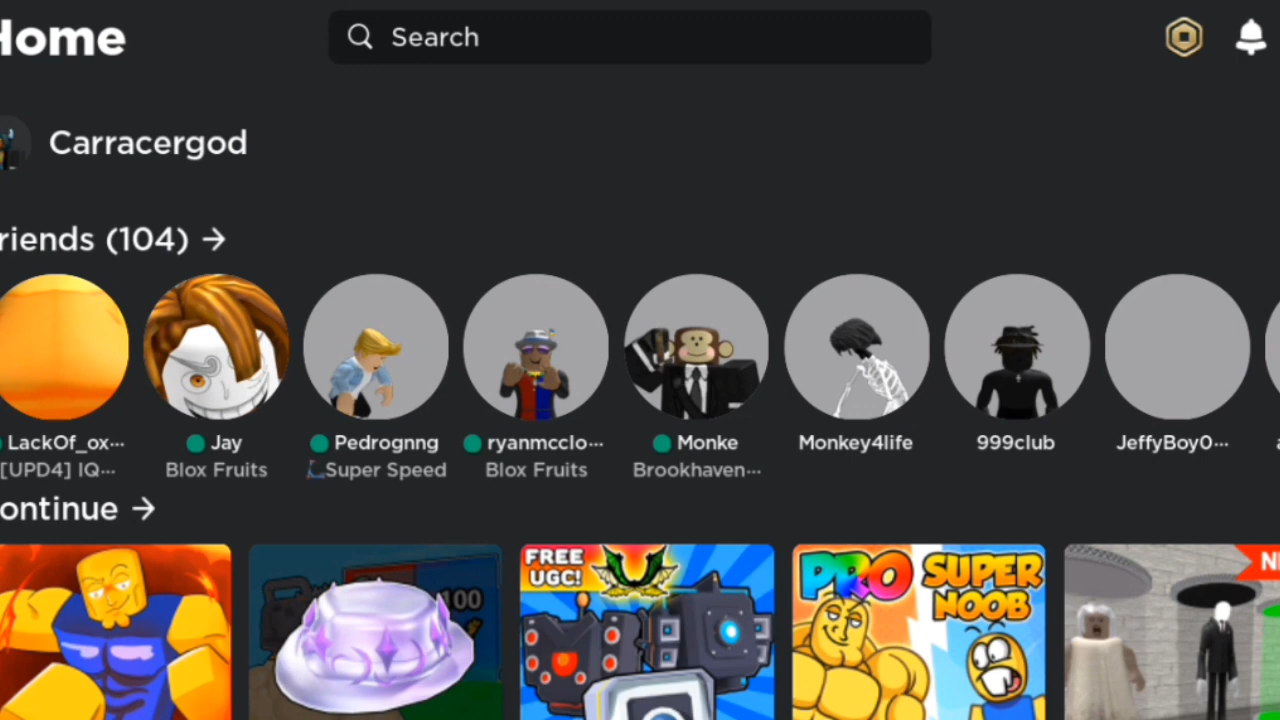 Home
Search
Carracergod
riends (104) →
LackOf_ox···
Jay
Pedrognng
ryanmcclo···
Monke
Monkey4life
999club
JeffyBoy0···
[UPD4] IQ···
Blox Fruits
Super Speed
Blox Fruits
Brookhaven···
ontinue →
FREE
UGC!
100
PRO
SUPER
NOOB